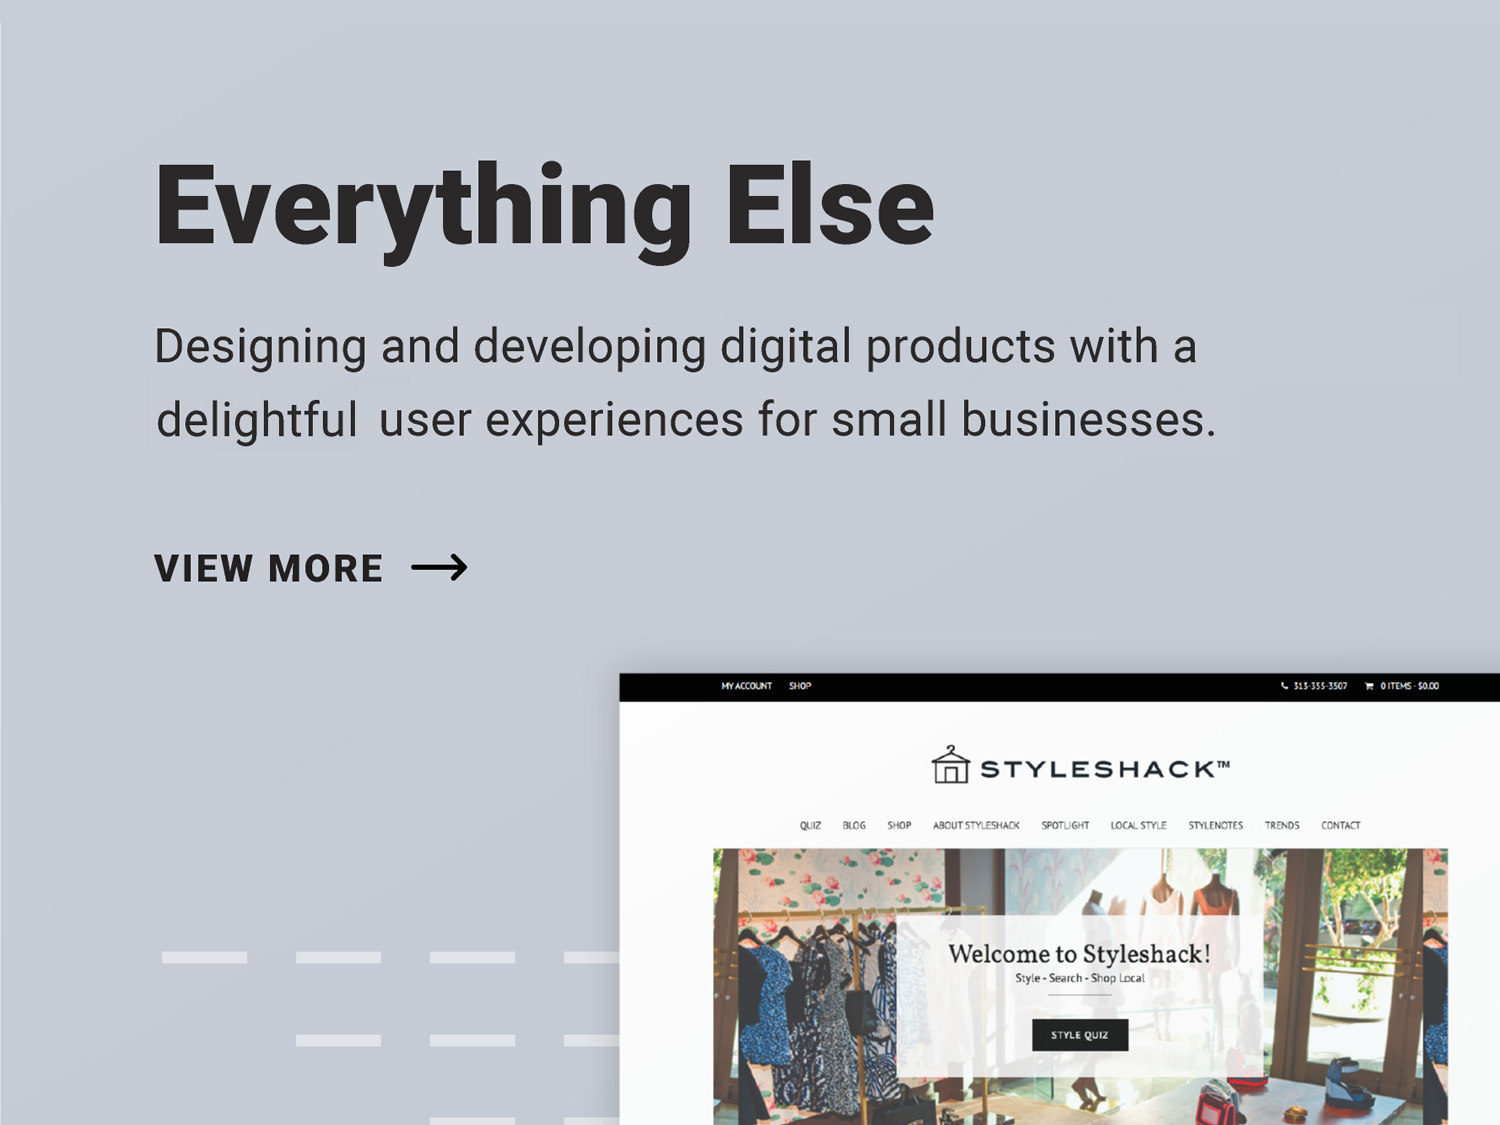 Everything Else
Designing and developing digital products with a
delightful user experiences for small businesses.
VIEW MORE
MY ACCOUNT SHOP 313-355-3507 0 ITEMS - $0.00
STYLESHACK™
QUIZ BLOG SHOP ABOUT STYLESHACK SPOTLIGHT LOCAL STYLE STYLENOTES TRENDS CONTACT
Welcome to Styleshack!
Style - Search - Shop Local
STYLE QUIZ